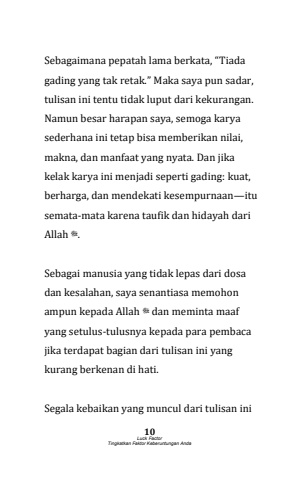 Sebagaimana pepatah lama berkata, “Tiada
gading yang tak retak.” Maka saya pun sadar,
tulisan ini tentu tidak luput dari kekurangan.
Namun besar harapan saya, semoga karya
sederhana ini tetap bisa memberikan nilai,
makna, dan manfaat yang nyata. Dan jika
kelak karya ini menjadi seperti gading: kuat,
berharga, dan mendekati kesempurnaan—itu
semata-mata karena taufik dan hidayah dari
Allah ﷻ.
Sebagai manusia yang tidak lepas dari dosa
dan kesalahan, saya senantiasa memohon
ampun kepada Allah ﷻ dan meminta maaf
yang setulus-tulusnya kepada para pembaca
jika terdapat bagian dari tulisan ini yang
kurang berkenan di hati.
Segala kebaikan yang muncul dari tulisan ini
10
Luck Factor
Tingkatkan Faktor Keberuntungan Anda